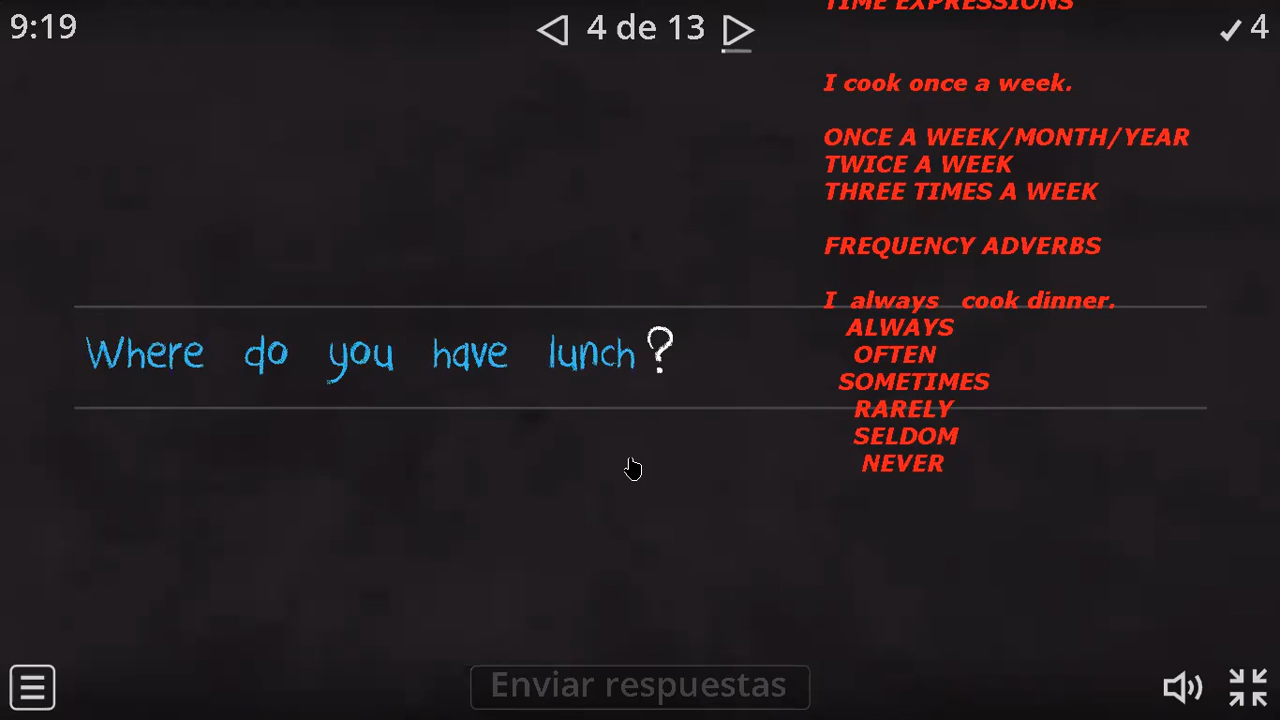 9:19
4 de 13
4
TIME EXPRESSIONS
I cook once a week.
ONCE A WEEK/MONTH/YEAR
TWICE A WEEK
THREE TIMES A WEEK
FREQUENCY ADVERBS
I always cook dinner.
ALWAYS
OFTEN
SOMETIMES
RARELY
SELDOM
NEVER
Where do you have lunch?
Enviar respuestas